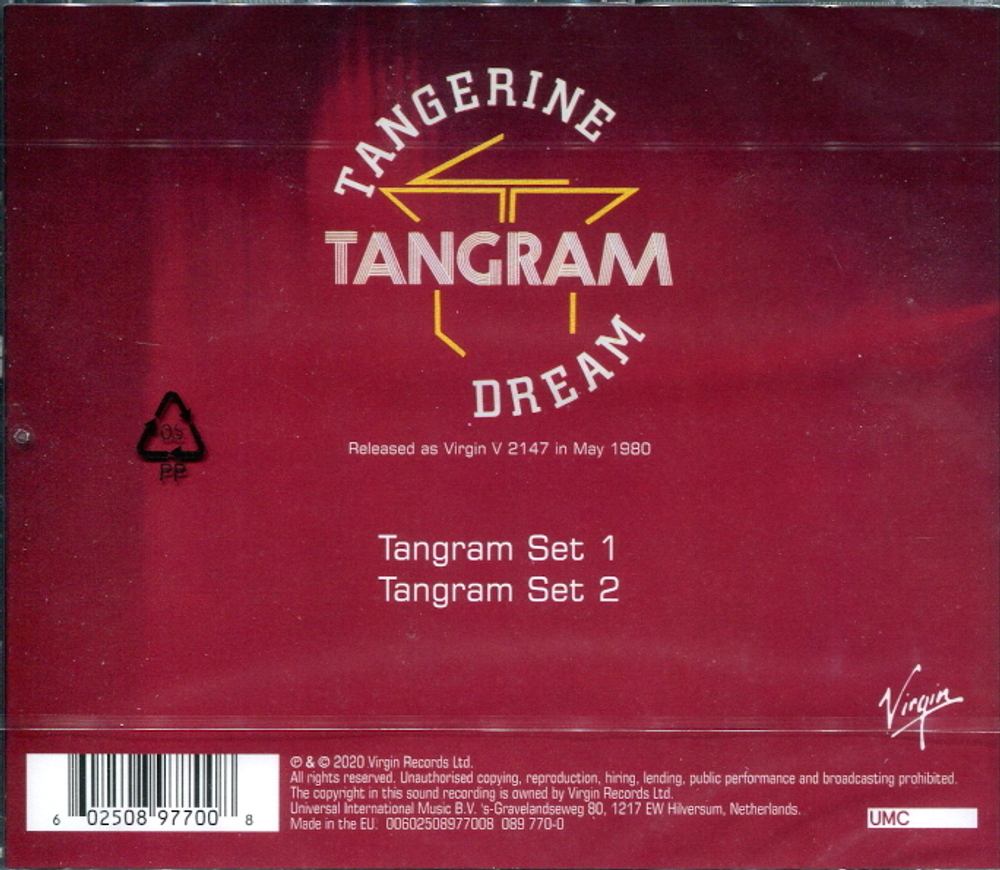 TANGERINE
TANGRAM
DREAM
Released as Virgin V 2147 in May 1980
05
PP
Tangram Set 1
Tangram Set 2
Virgin
℗ & © 2020 Virgin Records Ltd.
All rights reserved. Unauthorised copying, reproduction, hiring, lending, public performance and broadcasting prohibited.
The copyright in this sound recording is owned by Virgin Records Ltd.
Universal International Music B.V. 's-Gravelandseweg 80, 1217 EW Hilversum, Netherlands.
Made in the EU. 00602508977008 089 770-0
6 02508 97700 8
UMC